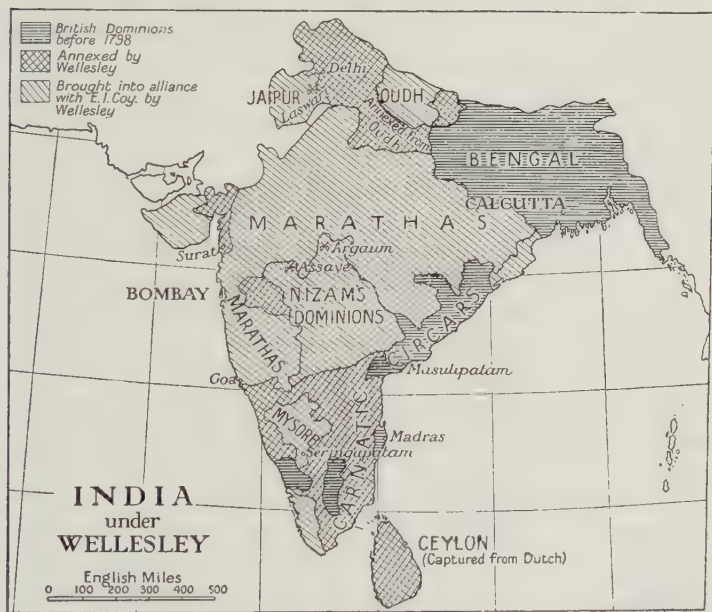 British Dominions
before 1798
Annexed by
Wellesley
Brought into alliance
with E.I.Coy. by
Wellesley
Delhi
JAIPUR
Laswari
OUDH
Annexed from
Oudh
BENGAL
CALCUTTA
MARATHAS
Surat
Argaum
Assaye
BOMBAY
NIZAMS
DOMINIONS
MARATHAS
CIRCARS
Goa
Masulipatam
MYSORE
CARNATIC
Madras
Seringapatam
INDIA
under
WELLESLEY
CEYLON
(Captured from Dutch)
English Miles
0 100 200 300 400 500